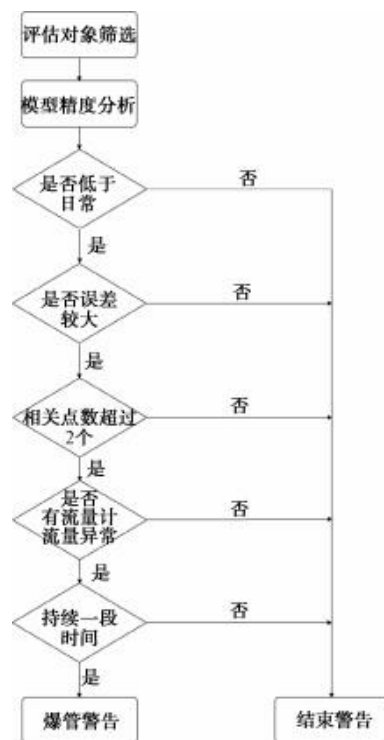 评估对象筛选
模型精度分析
是否低于
日常
否
是
是否误差
较大
否
是
相关点数超过
2个
否
是
是否
有流量计
流量异常
否
是
持续一段
时间
否
是
爆管警告
结束警告